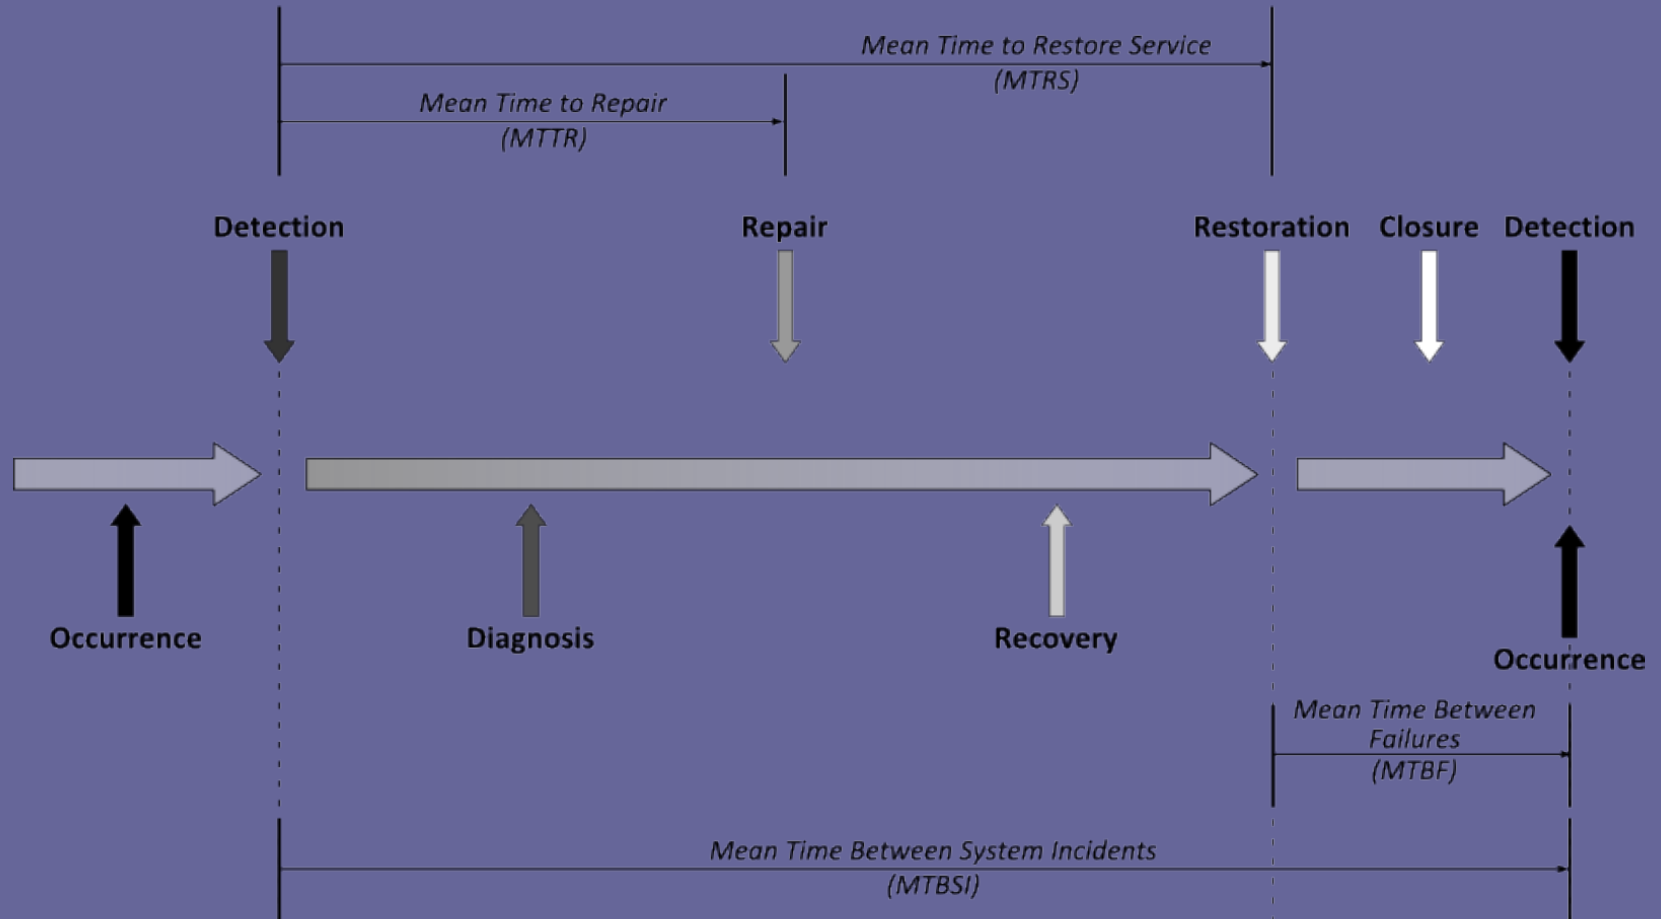 Mean Time to Restore Service
(MTRS)
Mean Time to Repair
(MTTR)
Detection
Repair
Restoration
Closure
Detection
Occurrence
Diagnosis
Recovery
Occurrence
Mean Time Between
Failures
(MTBF)
Mean Time Between System Incidents
(MTBSI)